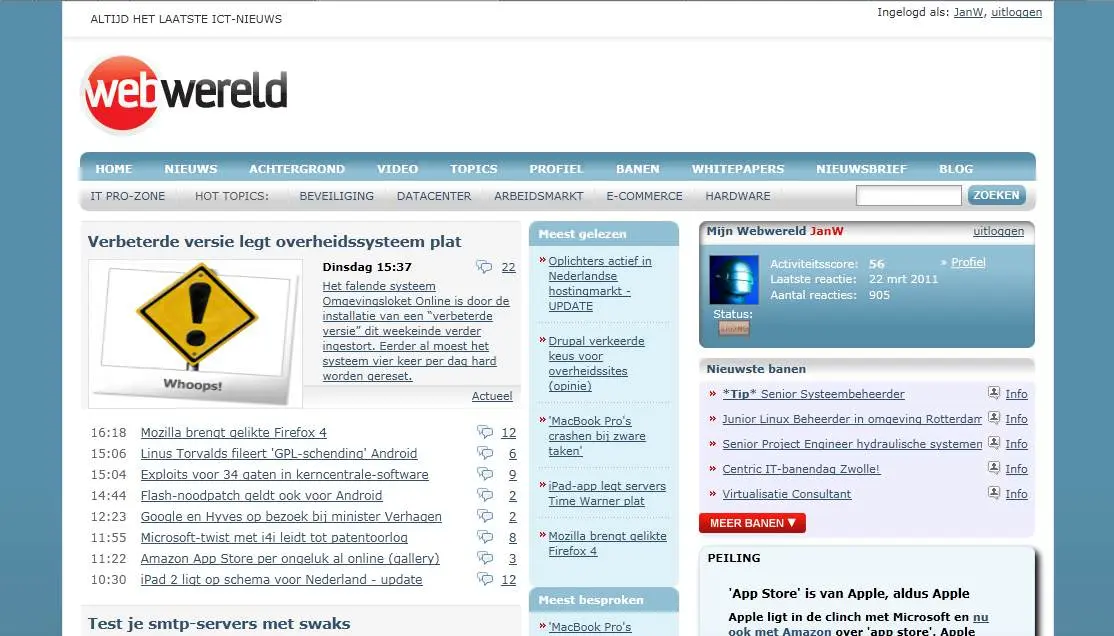 ALTIJD HET LAATSTE ICT-NIEUWS
Ingelogd als: JanW, uitloggen
webwereld
HOME NIEUWS ACHTERGROND VIDEO TOPICS PROFIEL BANEN WHITEPAPERS NIEUWSBRIEF BLOG
IT PRO-ZONE HOT TOPICS: BEVEILIGING DATACENTER ARBEIDSMARKT E-COMMERCE HARDWARE ZOEKEN
Verbeterde versie legt overheidssysteem plat
Whoops!
Dinsdag 15:37 22
Het falende systeem
Omgevingsloket Online is door de
installatie van een “verbeterde
versie” dit weekeinde verder
ingestort. Eerder al moest het
systeem vier keer per dag hard
worden gereset.
Actueel
16:18 Mozilla brengt gelikte Firefox 4 12
15:06 Linus Torvalds fileert 'GPL-schending' Android 6
15:04 Exploits voor 34 gaten in kerncentrale-software 9
14:44 Flash-noodpatch geldt ook voor Android 2
12:23 Google en Hyves op bezoek bij minister Verhagen 2
11:55 Microsoft-twist met i4i leidt tot patentoorlog 8
11:22 Amazon App Store per ongeluk al online (gallery) 3
10:30 iPad 2 ligt op schema voor Nederland - update 12
Test je smtp-servers met swaks
Meest gelezen
» Oplichters actief in
Nederlandse
hostingmarkt -
UPDATE
» Drupal verkeerde
keus voor
overheidssites
(opinie)
» 'MacBook Pro's
crashen bij zware
taken'
» iPad-app legt servers
Time Warner plat
» Mozilla brengt gelikte
Firefox 4
Meest besproken
» 'MacBook Pro's
Mijn Webwereld JanW uitloggen
Activiteitsscore: 56 » Profiel
Laatste reactie: 22 mrt 2011
Aantal reacties: 905
Status:
Nieuwste banen
» *Tip* Senior Systeembeheerder Info
» Junior Linux Beheerder in omgeving Rotterdam Info
» Senior Project Engineer hydraulische systemen Info
» Centric IT-banendag Zwolle! Info
» Virtualisatie Consultant Info
MEER BANEN ▼
PEILING
'App Store' is van Apple, aldus Apple
Apple ligt in de clinch met Microsoft en nu
ook met Amazon over 'app store'. Apple